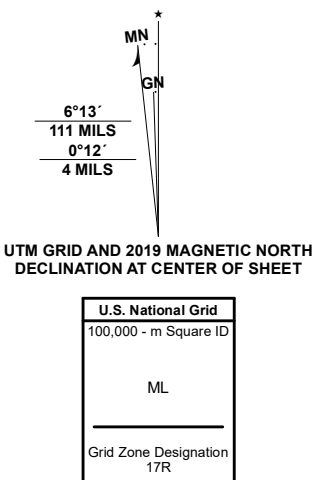 MN
GN
6°13´
111 MILS
0°12´
4 MILS
UTM GRID AND 2019 MAGNETIC NORTH
DECLINATION AT CENTER OF SHEET
U.S. National Grid
100,000 - m Square ID
ML
Grid Zone Designation
17R